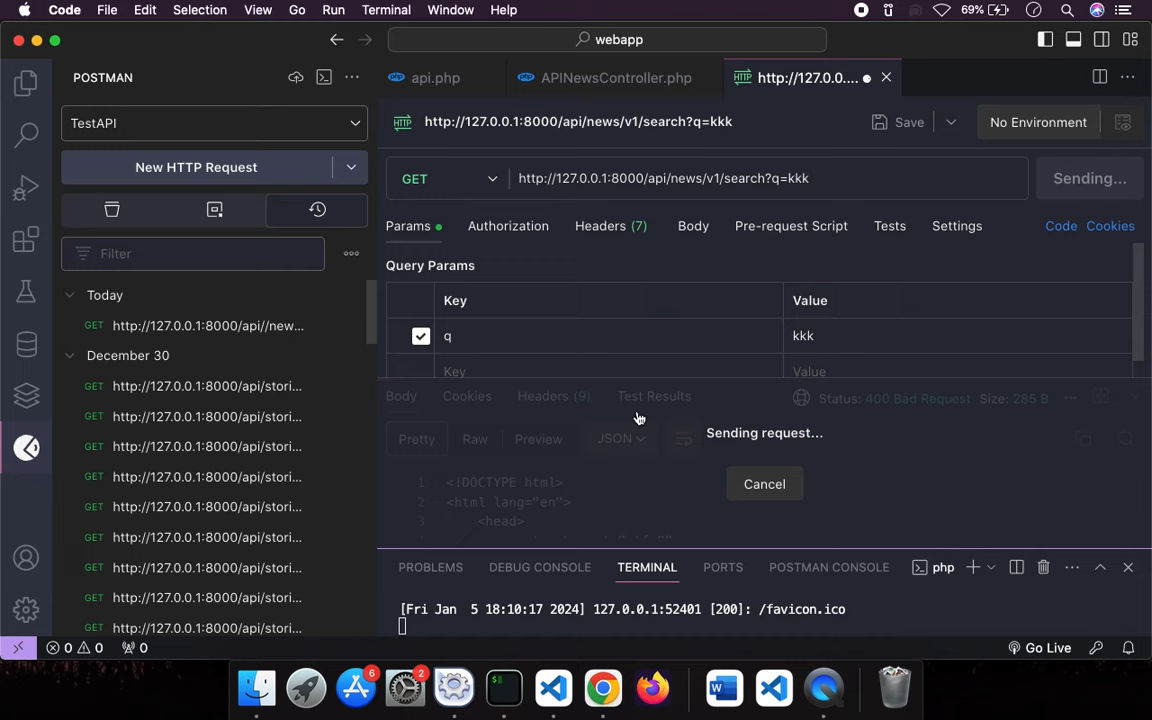 Code File Edit Selection View Go Run Terminal Window Help 69%
webapp
POSTMAN
api.php APINewsController.php http://127.0.0....
TestAPI
http://127.0.0.1:8000/api/news/v1/search?q=kkk Save No Environment
New HTTP Request
GET http://127.0.0.1:8000/api/news/v1/search?q=kkk Sending...
Params Authorization Headers (7) Body Pre-request Script Tests Settings Code Cookies
Filter
Query Params
Today
Key Value
GET http://127.0.0.1:8000/api//new...
q kkk
December 30
Key Value
GET http://127.0.0.1:8000/api/stori...
Body Cookies Headers (9) Test Results Status: 400 Bad Request Size: 285 B
GET http://127.0.0.1:8000/api/stori...
Pretty Raw Preview JSON Sending request...
GET http://127.0.0.1:8000/api/stori...
GET http://127.0.0.1:8000/api/stori...
1 <!DOCTYPE html>
Cancel
2 <html lang="en">
GET http://127.0.0.1:8000/api/stori...
3 <head>
GET http://127.0.0.1:8000/api/stori...
GET http://127.0.0.1:8000/api/stori...
PROBLEMS DEBUG CONSOLE TERMINAL PORTS POSTMAN CONSOLE php
GET http://127.0.0.1:8000/api/stori...
[Fri Jan 5 18:10:17 2024] 127.0.0.1:52401 [200]: /favicon.ico
GET http://127.0.0.1:8000/api/stori...
0 0 0 Go Live
6 2